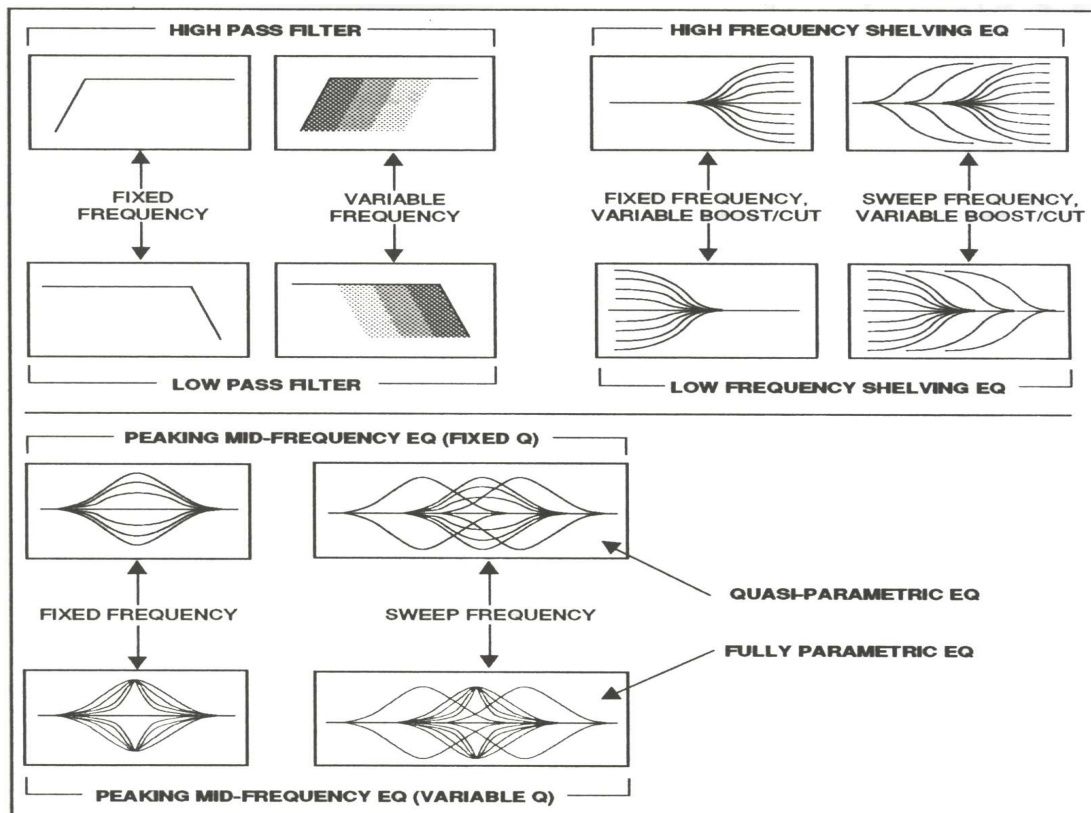 HIGH PASS FILTER
HIGH FREQUENCY SHELVING EQ
FIXED
FREQUENCY
VARIABLE
FREQUENCY
FIXED FREQUENCY,
VARIABLE BOOST/CUT
SWEEP FREQUENCY,
VARIABLE BOOST/CUT
LOW PASS FILTER
LOW FREQUENCY SHELVING EQ
PEAKING MID-FREQUENCY EQ (FIXED Q)
FIXED FREQUENCY
SWEEP FREQUENCY
QUASI-PARAMETRIC EQ
FULLY PARAMETRIC EQ
PEAKING MID-FREQUENCY EQ (VARIABLE Q)